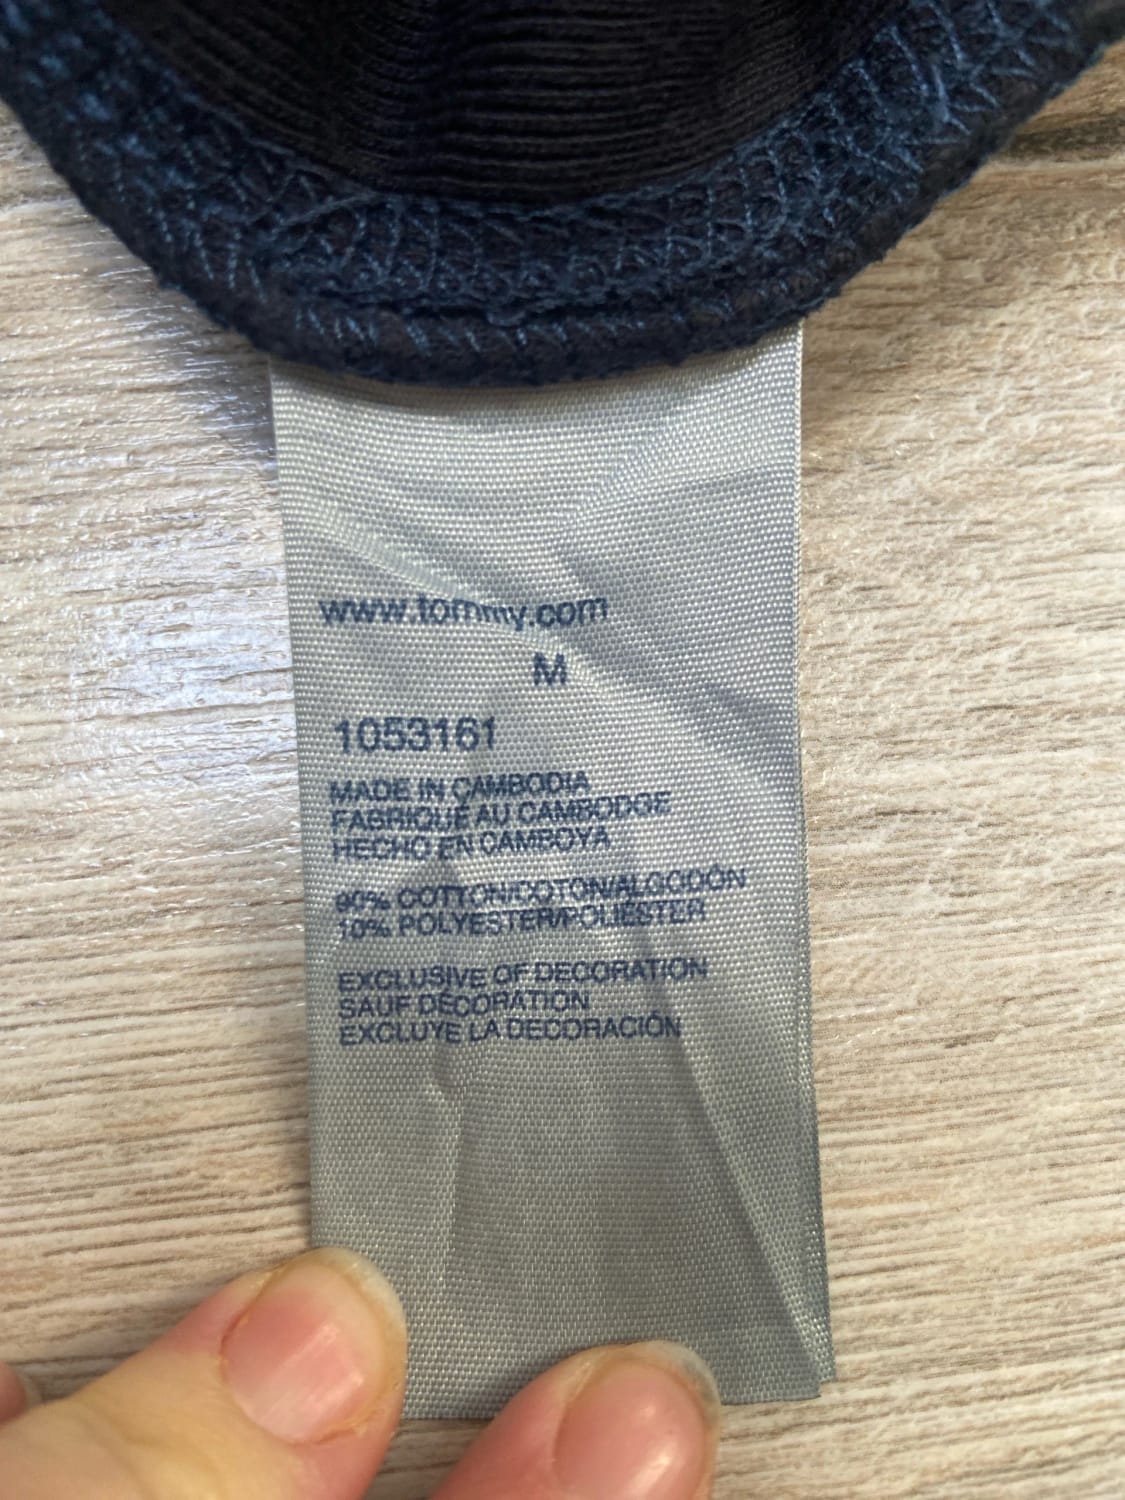 www.tommy.com
M
1053161
MADE IN CAMBODIA
FABRIQUÉ AU CAMBODGE
HECHO EN CAMBOYA
90% COTTON/COTON/ALGODÓN
10% POLYESTER/POLIÉSTER
EXCLUSIVE OF DECORATION
SAUF DÉCORATION
EXCLUYE LA DECORACIÓN